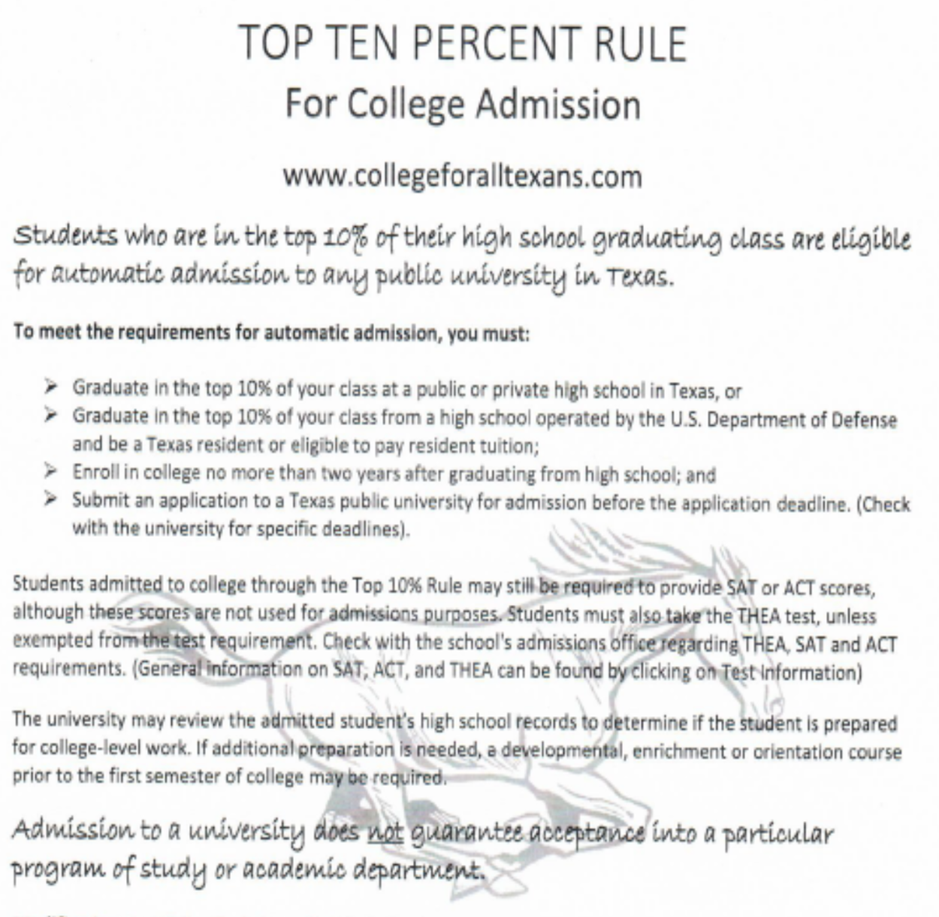 TOP TEN PERCENT RULE
For College Admission
www.collegeforalltexans.com
Students who are in the top 10% of their high school graduating class are eligible
for automatic admission to any public university in Texas.
To meet the requirements for automatic admission, you must:
➤ Graduate in the top 10% of your class at a public or private high school in Texas, or
➤ Graduate in the top 10% of your class from a high school operated by the U.S. Department of Defense
and be a Texas resident or eligible to pay resident tuition;
➤ Enroll in college no more than two years after graduating from high school; and
➤ Submit an application to a Texas public university for admission before the application deadline. (Check
with the university for specific deadlines).
Students admitted to college through the Top 10% Rule may still be required to provide SAT or ACT scores,
although these scores are not used for admissions purposes. Students must also take the THEA test, unless
exempted from the test requirement. Check with the school's admissions office regarding THEA, SAT and ACT
requirements. (General information on SAT, ACT, and THEA can be found by clicking on Test Information)
The university may review the admitted student's high school records to determine if the student is prepared
for college-level work. If additional preparation is needed, a developmental, enrichment or orientation course
prior to the first semester of college may be required.
Admission to a university does not guarantee acceptance into a particular
program of study or academic department.